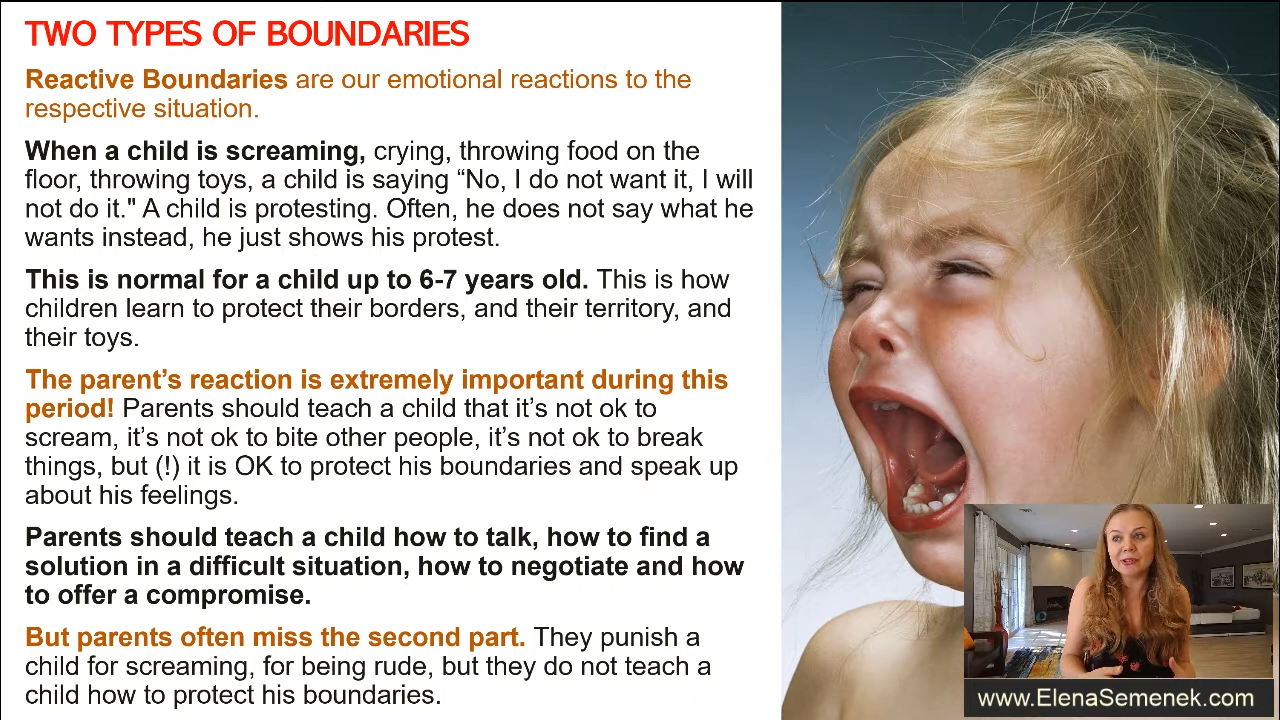 TWO TYPES OF BOUNDARIES
Reactive Boundaries are our emotional reactions to the
respective situation.
When a child is screaming, crying, throwing food on the
floor, throwing toys, a child is saying “No, I do not want it, I will
not do it." A child is protesting. Often, he does not say what he
wants instead, he just shows his protest.
This is normal for a child up to 6-7 years old. This is how
children learn to protect their borders, and their territory, and
their toys.
The parent’s reaction is extremely important during this
period! Parents should teach a child that it’s not ok to
scream, it’s not ok to bite other people, it’s not ok to break
things, but (!) it is OK to protect his boundaries and speak up
about his feelings.
Parents should teach a child how to talk, how to find a
solution in a difficult situation, how to negotiate and how
to offer a compromise.
But parents often miss the second part. They punish a
child for screaming, for being rude, but they do not teach a
child how to protect his boundaries.
www.ElenaSemenek.com